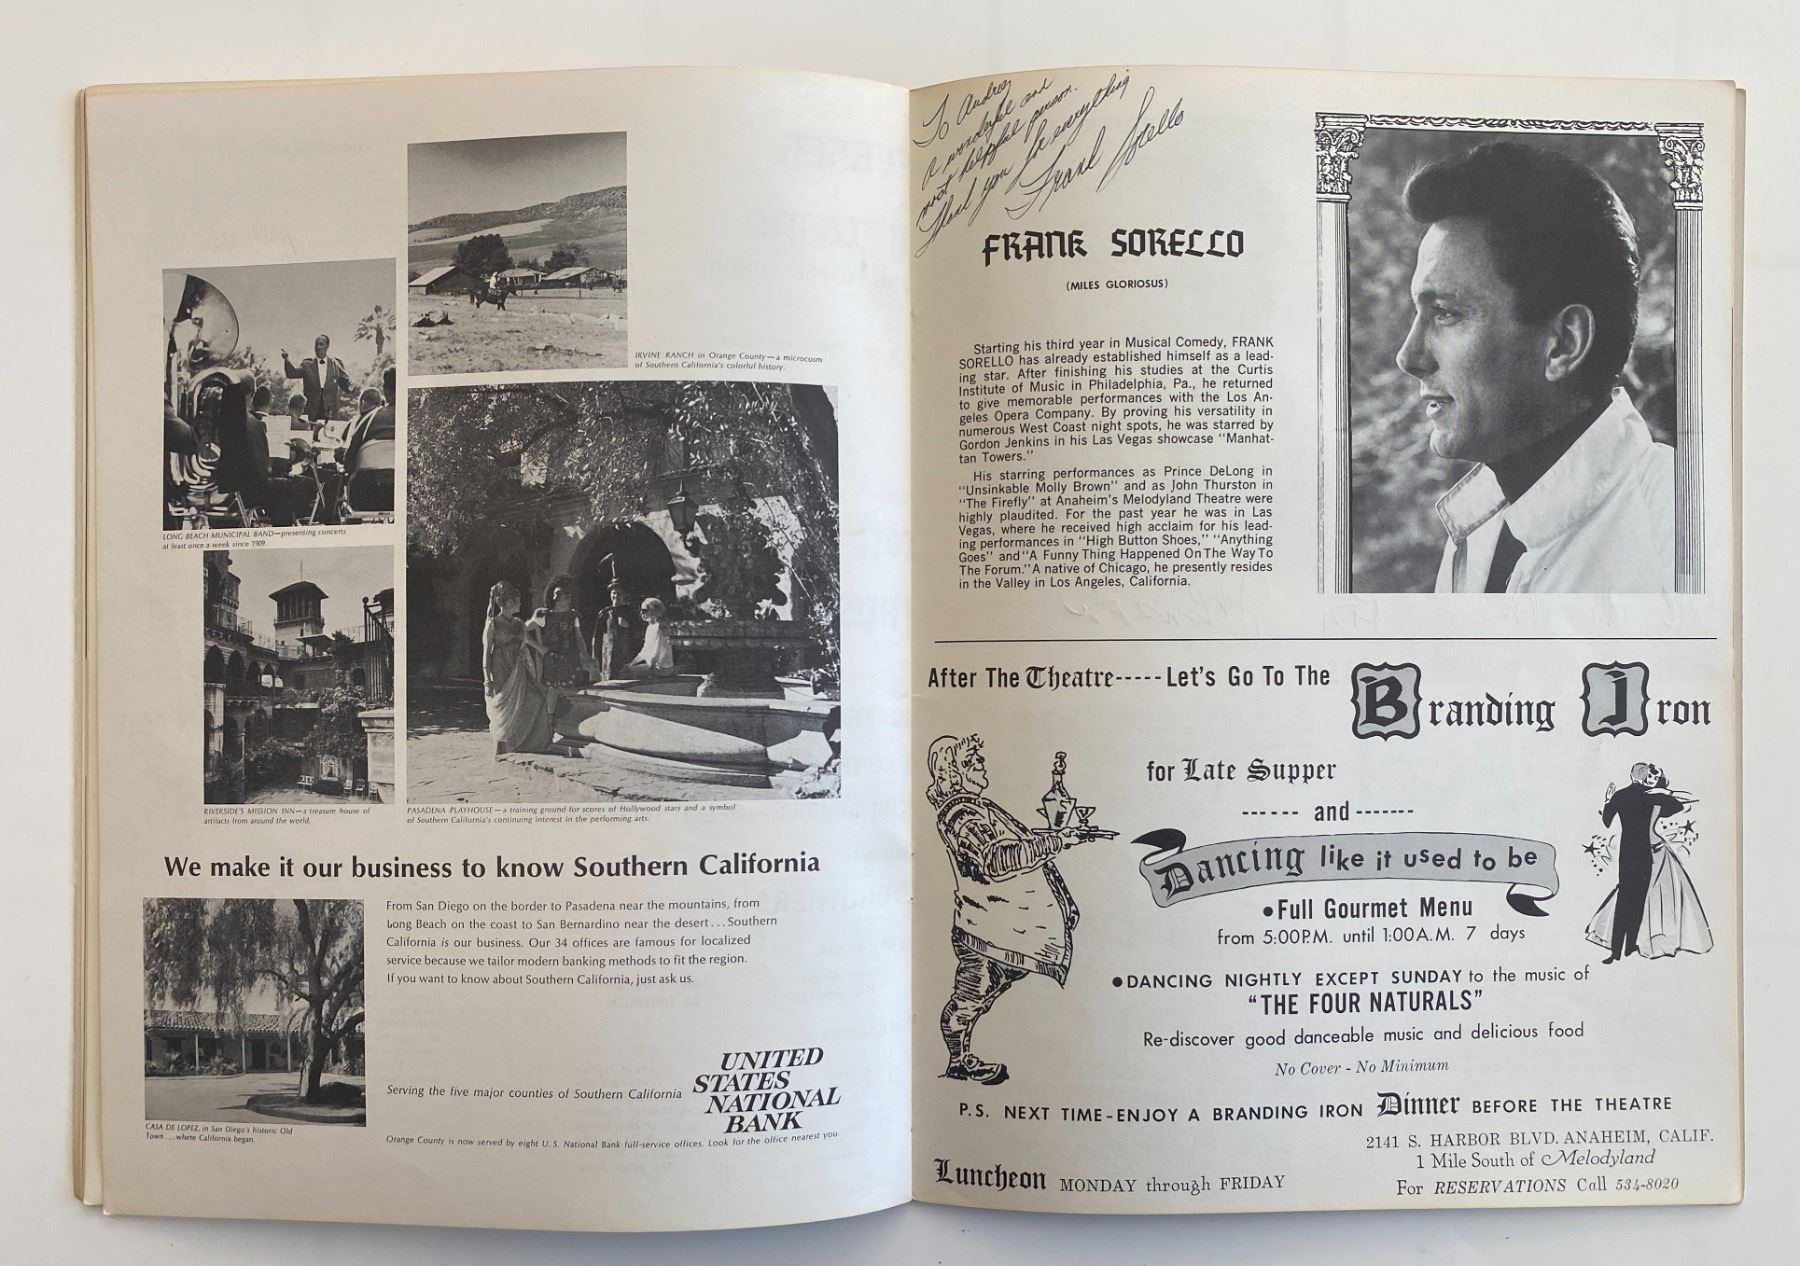 IRVINE RANCH in Orange County—a microcosm
of Southern California's colorful history.
LONG BEACH MUNICIPAL BAND—presenting concerts
at least once a week since 1909.
RIVERSIDE'S MISSION INN—a treasure house of
artifacts from around the world.
PASADENA PLAYHOUSE—a training ground for scores of Hollywood stars and a symbol
of Southern California's continuing interest in the performing arts.
We make it our business to know Southern California
From San Diego on the border to Pasadena near the mountains, from
Long Beach on the coast to San Bernardino near the desert...Southern
California is our business. Our 34 offices are famous for localized
service because we tailor modern banking methods to fit the region.
If you want to know about Southern California, just ask us.
CASA DE LOPEZ, in San Diego's historic Old
Town...where California began.
Serving the five major counties of Southern California
UNITED
STATES
NATIONAL
BANK
Orange County is now served by eight U.S. National Bank full-service offices. Look for the office nearest you.
To Audrey
a wonderful and
most helpful person.
Thank you for everything
Frank Sorello
FRANK SORELLO
(MILES GLORIOSUS)
Starting his third year in Musical Comedy, FRANK
SORELLO has already established himself as a lead-
ing star. After finishing his studies at the Curtis
Institute of Music in Philadelphia, Pa., he returned
to give memorable performances with the Los An-
geles Opera Company. By proving his versatility in
numerous West Coast night spots, he was starred by
Gordon Jenkins in his Las Vegas showcase "Manhat-
tan Towers."
His starring performances as Prince DeLong in
"Unsinkable Molly Brown" and as John Thurston in
"The Firefly" at Anaheim's Melodyland Theatre were
highly plaudited. For the past year he was in Las
Vegas, where he received high acclaim for his lead-
ing performances in "High Button Shoes," "Anything
Goes" and "A Funny Thing Happened On The Way To
The Forum." A native of Chicago, he presently resides
in the Valley in Los Angeles, California.
After The Theatre-----Let's Go To The Branding Iron
for Late Supper
------ and -------
Dancing like it used to be
•Full Gourmet Menu
from 5:00P.M. until 1:00A.M. 7 days
•DANCING NIGHTLY EXCEPT SUNDAY to the music of
"THE FOUR NATURALS"
Re-discover good danceable music and delicious food
No Cover - No Minimum
P.S. NEXT TIME-ENJOY A BRANDING IRON Dinner BEFORE THE THEATRE
2141 S. HARBOR BLVD. ANAHEIM, CALIF.
1 Mile South of Melodyland
Luncheon MONDAY through FRIDAY
For RESERVATIONS Call 534-8020